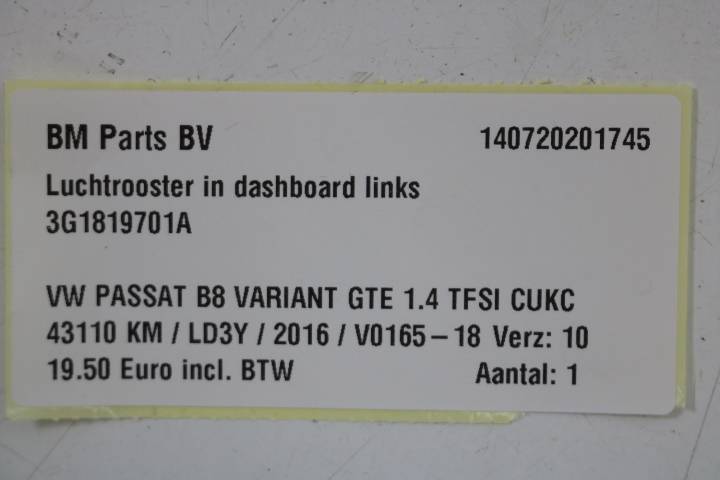 BM Parts BV 140720201745
Luchtrooster in dashboard links
3G1819701A
VW PASSAT B8 VARIANT GTE 1.4 TFSI CUKC
43110 KM / LD3Y / 2016 / V0165-18 Verz: 10
19.50 Euro incl. BTW Aantal: 1